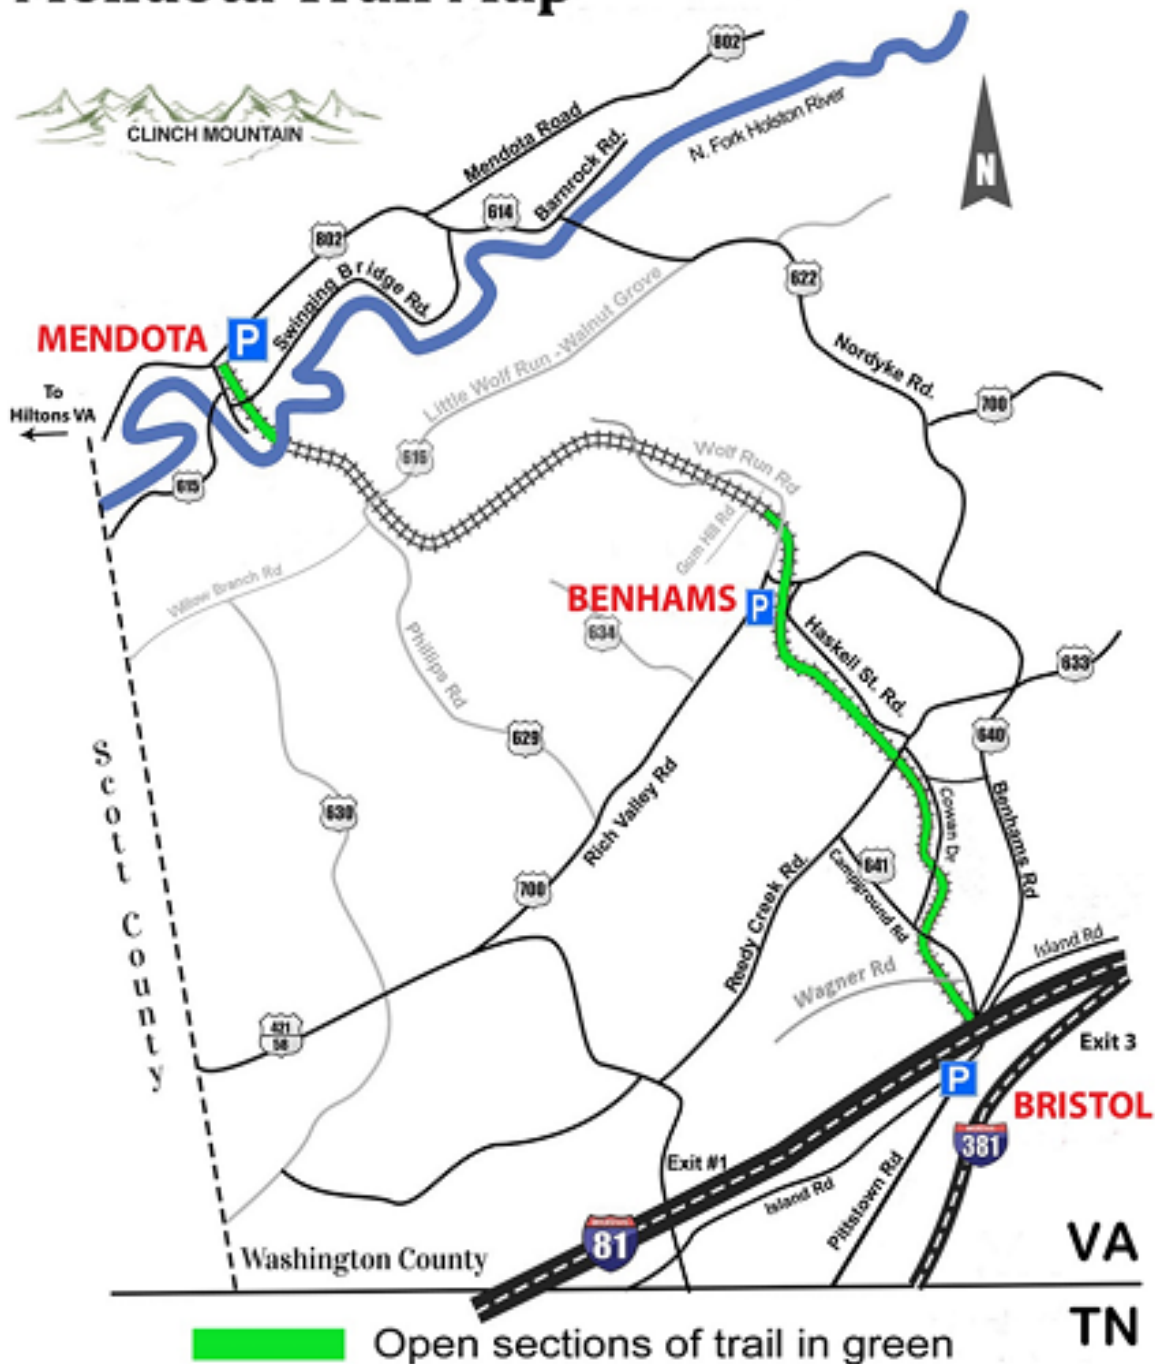 Mendota Trail Map
802
CLINCH MOUNTAIN
N. Fork Holston River
Mendota Road
Barnrock Rd.
N
614
802
622
Swinging Bridge Rd.
MENDOTA
P
Little Wolf Run - Walnut Grove
Nordyke Rd.
To
Hiltons VA
700
616
Wolf Run Rd
615
Gum Hill Rd
Willow Branch Rd
BENHAMS
P
634
Haskell St. Rd.
Phillips Rd
633
629
640
Scott County
630
Rich Valley Rd
Cowan Dr
Benhams Rd
641
Campground Rd
700
Reedy Creek Rd.
Island Rd
Wagner Rd
421
58
Exit 3
P
BRISTOL
381
Exit #1
Island Rd
Pittstown Rd
81
VA
Washington County
TN
Open sections of trail in green